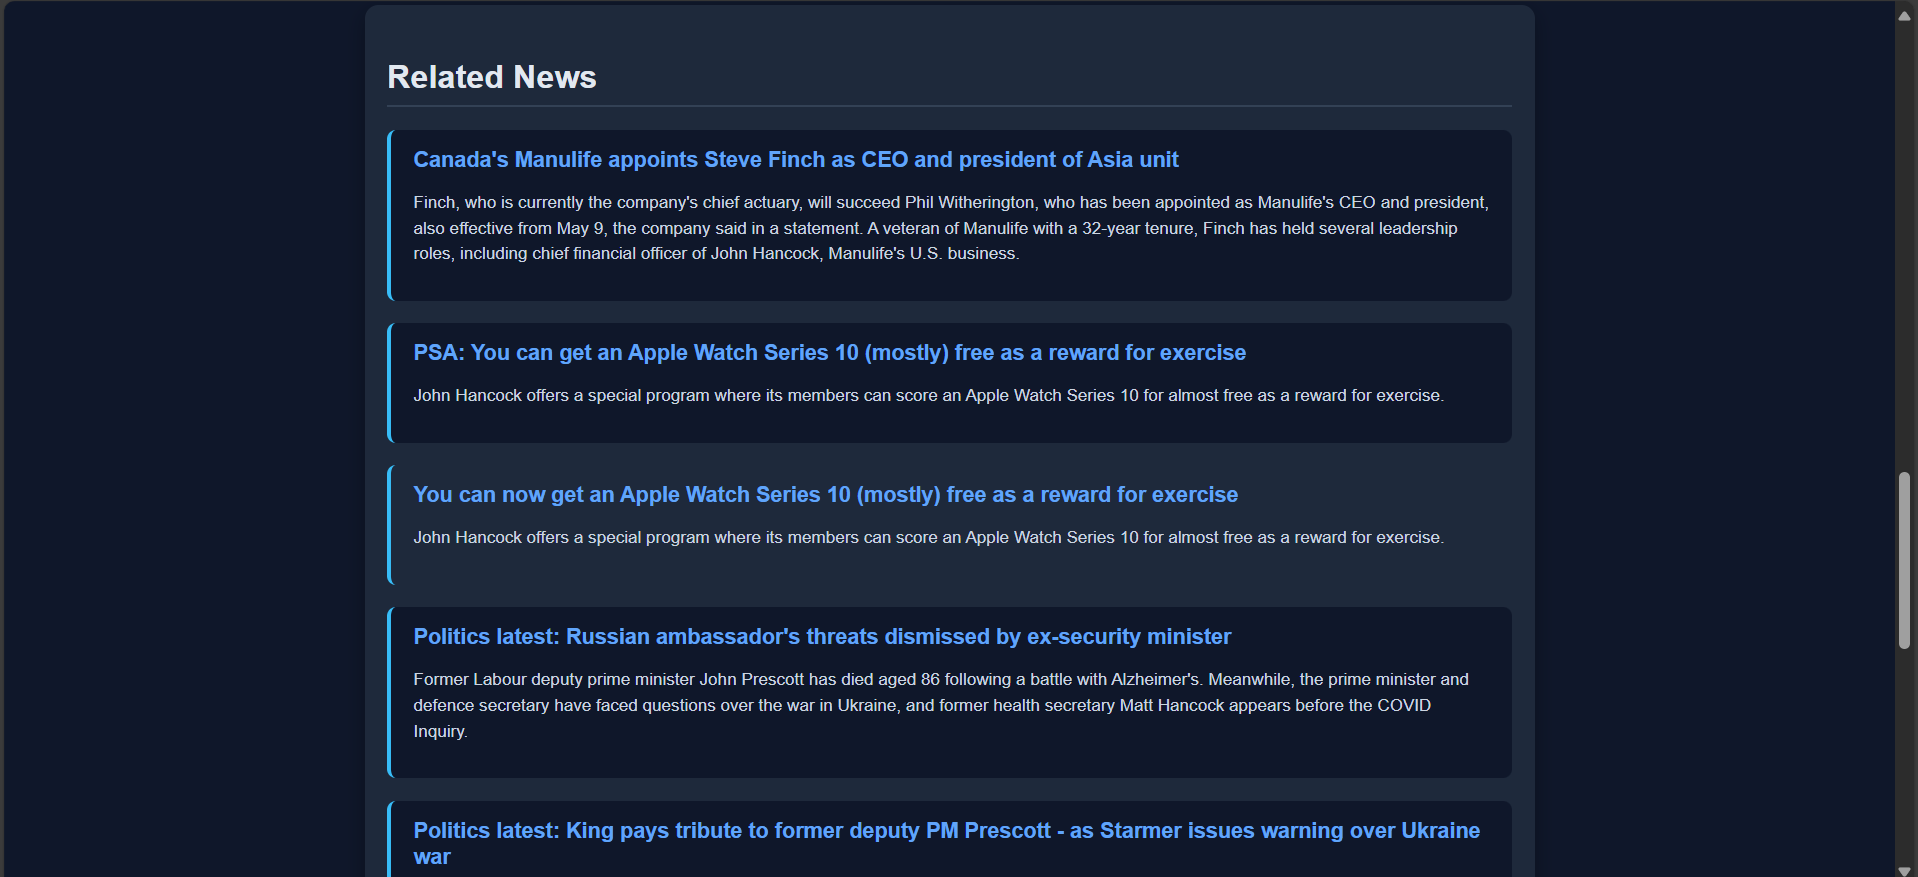 Related News
Canada's Manulife appoints Steve Finch as CEO and president of Asia unit
Finch, who is currently the company's chief actuary, will succeed Phil Witherington, who has been appointed as Manulife's CEO and president,
also effective from May 9, the company said in a statement. A veteran of Manulife with a 32-year tenure, Finch has held several leadership
roles, including chief financial officer of John Hancock, Manulife's U.S. business.
PSA: You can get an Apple Watch Series 10 (mostly) free as a reward for exercise
John Hancock offers a special program where its members can score an Apple Watch Series 10 for almost free as a reward for exercise.
You can now get an Apple Watch Series 10 (mostly) free as a reward for exercise
John Hancock offers a special program where its members can score an Apple Watch Series 10 for almost free as a reward for exercise.
Politics latest: Russian ambassador's threats dismissed by ex-security minister
Former Labour deputy prime minister John Prescott has died aged 86 following a battle with Alzheimer's. Meanwhile, the prime minister and
defence secretary have faced questions over the war in Ukraine, and former health secretary Matt Hancock appears before the COVID
Inquiry.
Politics latest: King pays tribute to former deputy PM Prescott - as Starmer issues warning over Ukraine
war